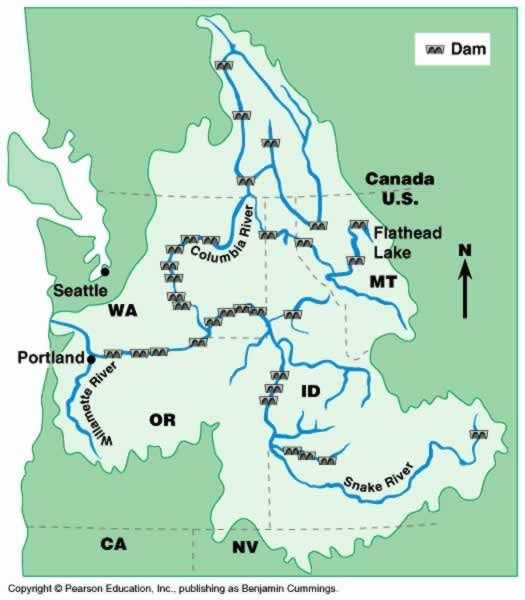 Dam
Canada
U.S.
Columbia River
Flathead
Lake
N
MT
Seattle
WA
Portland
Willamette River
ID
OR
Snake River
CA
NV
Copyright © Pearson Education, Inc., publishing as Benjamin Cummings.